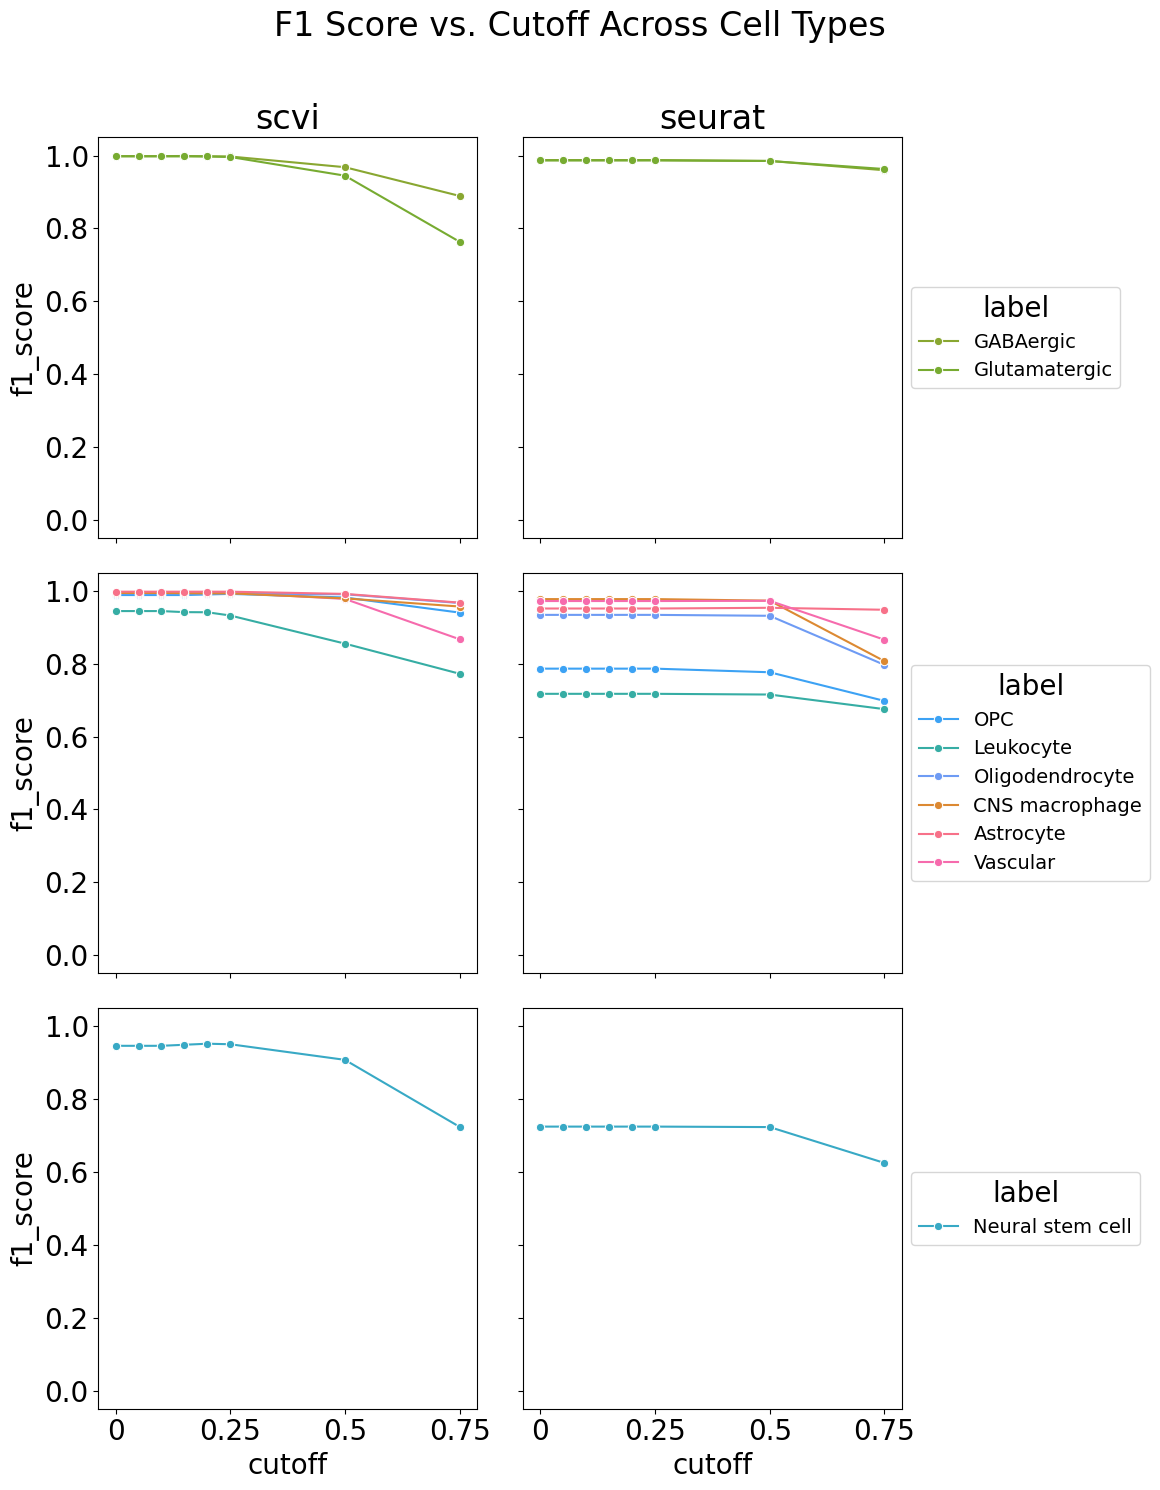 F1 Score vs. Cutoff Across Cell Types
scvi
seurat
1.0
0.8
0.6
0.4
0.2
0.0
f1_score
label
GABAergic
Glutamatergic
1.0
0.8
0.6
0.4
0.2
0.0
f1_score
label
OPC
Leukocyte
Oligodendrocyte
CNS macrophage
Astrocyte
Vascular
1.0
0.8
0.6
0.4
0.2
0.0
f1_score
label
Neural stem cell
0 0.25 0.5 0.75
cutoff
0 0.25 0.5 0.75
cutoff